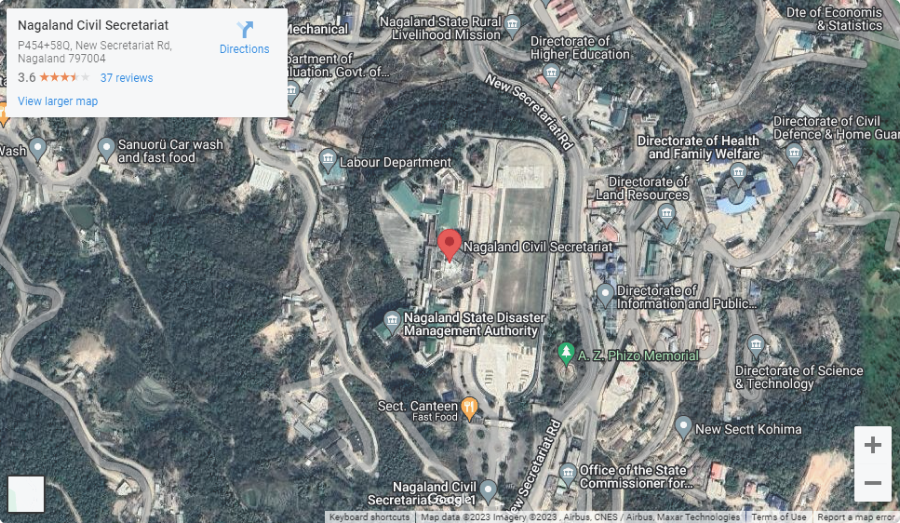 Nagaland Civil Secretariat
P454+58Q, New Secretariat Rd,
Nagaland 797004
3.6
37 reviews
View larger map
Directions
Mechanical
Nagaland State Rural
Livelihood Mission
Directorate of
Higher Education
Dte of Economis
& Statistics
partment of
luation, Govt. of...
New Secretariat Rd
Directorate of Civil
Defence & Home Guar
Wash
Sanuorü Car wash
and fast food
Labour Department
Directorate of Health
and Family Welfare
Directorate of
Land Resources
Nagaland Civil Secretariat
Directorate of
Information and Public...
Nagaland State Disaster
Management Authority
A. Z. Phizo Memorial
Directorate of Science
& Technology
Sect. Canteen
Fast Food
New Sectt Kohima
New Secretariat Rd
Office of the State
Commissioner for...
Nagaland Civil
Secretariat
Google
Keyboard shortcuts
Map data ©2023 Imagery ©2023 , Airbus, CNES / Airbus, Maxar Technologies
Terms of Use
Report a map error